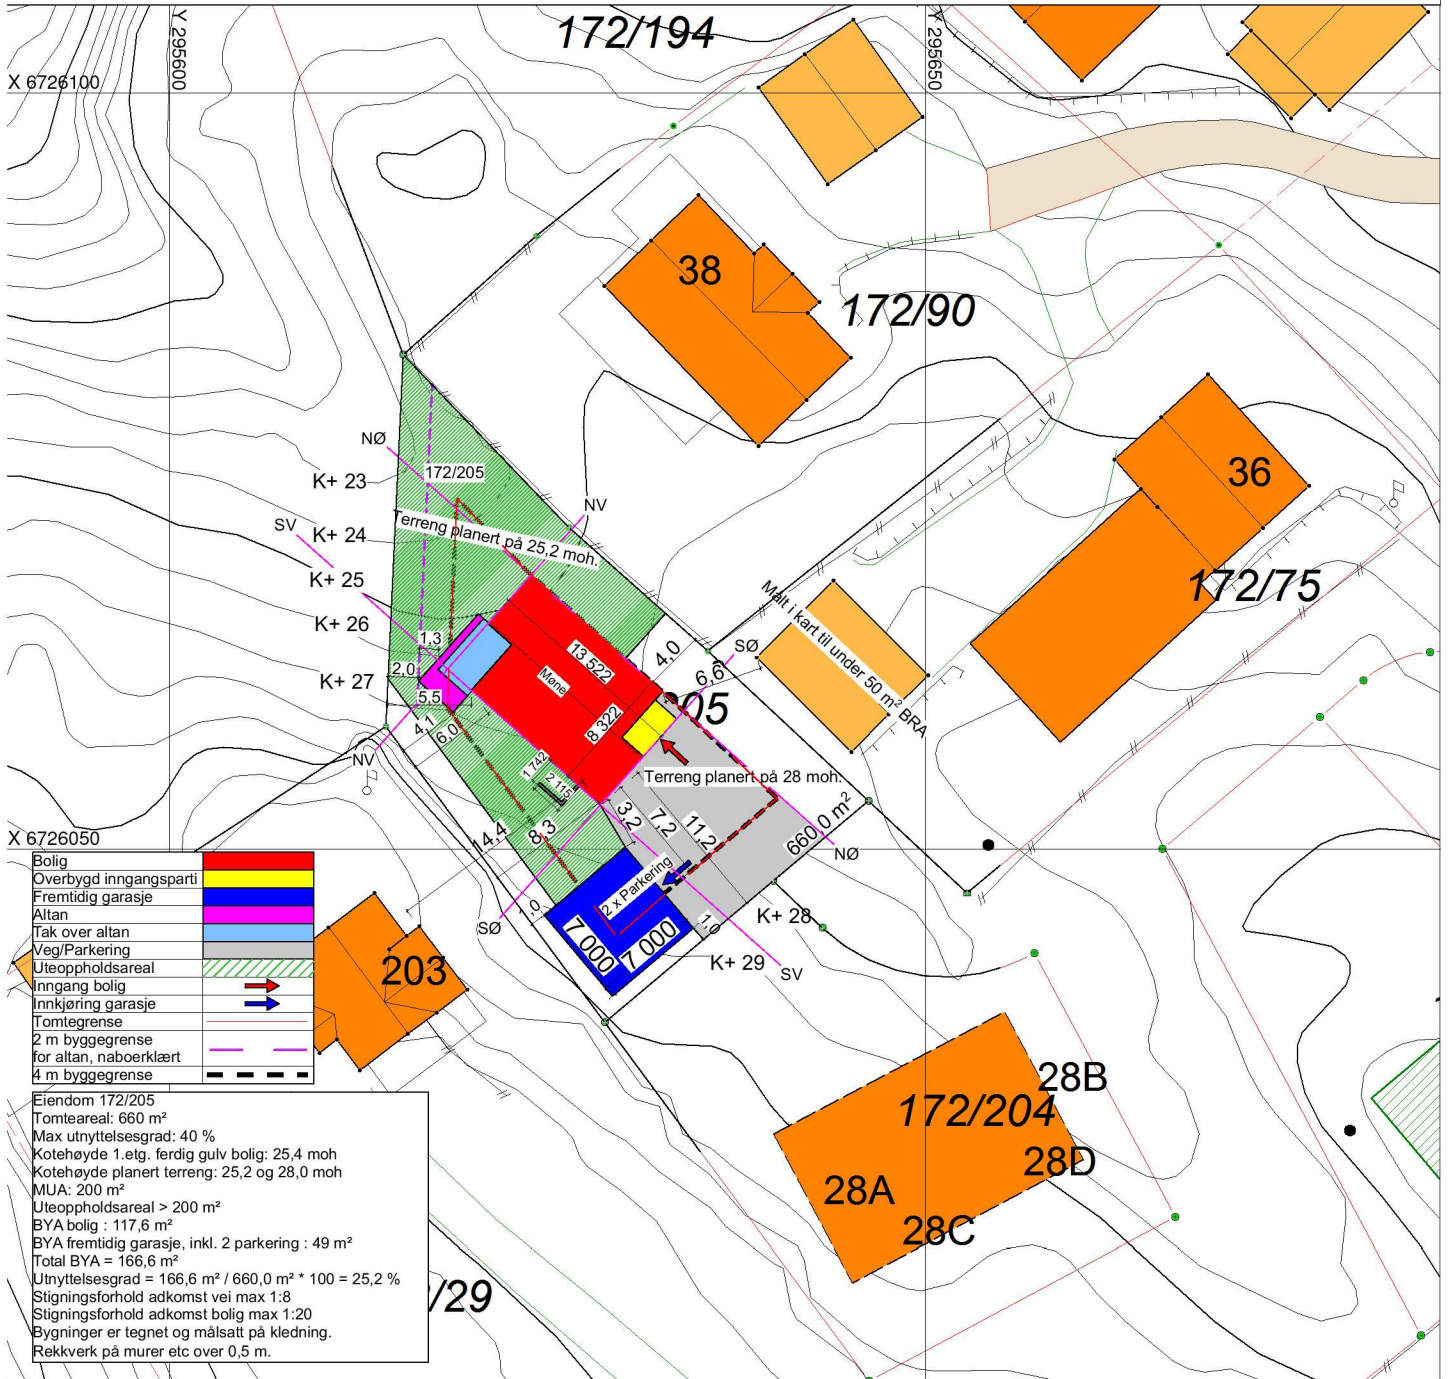 172/194
Y 295600
Y 295650
X 6726100
38
172/90
NØ
172/205
K+ 23
NV
SV
K+ 24
Terreng planert på 25,2 moh.
36
K+ 25
172/75
K+ 26
1,3
Målt i kart til under 50 m² BRA
4,0
SØ
13 522
6,6
2,0
K+ 27
Møne
5,5
205
8 322
4,1
6,0
NV
1 742
2 115
Terreng planert på 28 moh.
3,2
7,2
11,2
660,0 m²
14,4
8,3
NØ
X 6726050
2 x Parkering
1,0
SØ
K+ 28
1,0
7 000
7 000
K+ 29
SV
203
Bolig
Overbygd inngangsparti
Fremtidig garasje
Altan
Tak over altan
Veg/Parkering
Uteoppholdsareal
Inngang bolig
Innkjøring garasje
Tomtegrense
2 m byggegrense
for altan, naboerklært
4 m byggegrense
28B
172/204
28D
28A
28C
Eiendom 172/205
Tomteareal: 660 m²
Max utnyttelsesgrad: 40 %
Kotehøyde 1.etg. ferdig gulv bolig: 25,4 moh
Kotehøyde planert terreng: 25,2 og 28,0 moh
MUA: 200 m²
Uteoppholdsareal > 200 m²
BYA bolig : 117,6 m²
BYA fremtidig garasje, inkl. 2 parkering : 49 m²
Total BYA = 166,6 m²
Utnyttelsesgrad = 166,6 m² / 660,0 m² * 100 = 25,2 %
Stigningsforhold adkomst vei max 1:8
Stigningsforhold adkomst bolig max 1:20
Bygninger er tegnet og målsatt på kledning.
Rekkverk på murer etc over 0,5 m.
/29